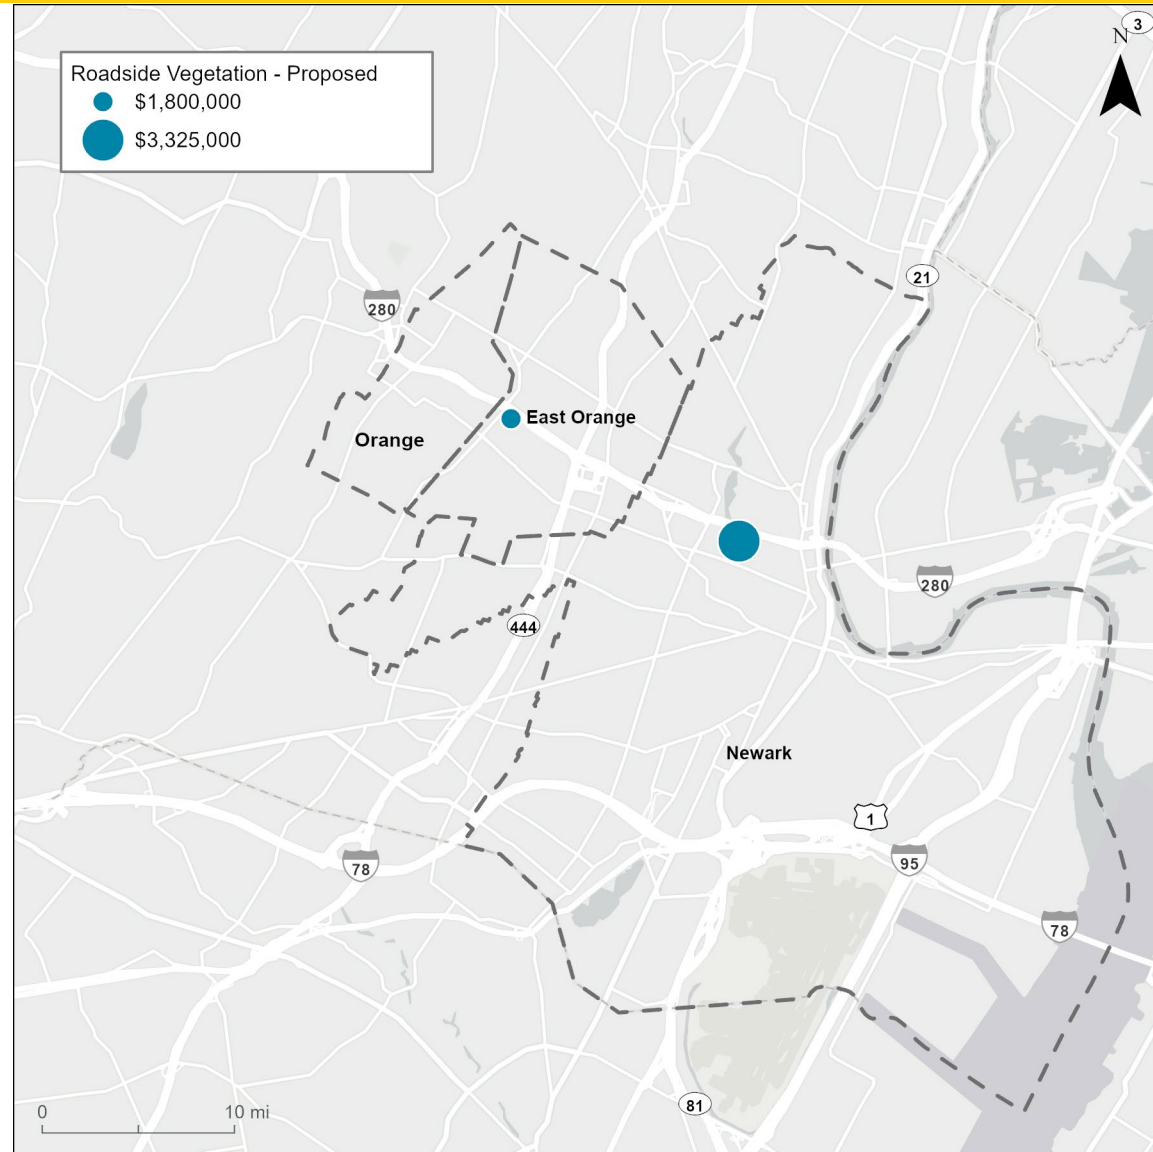 3
N
Roadside Vegetation - Proposed
$1,800,000
$3,325,000
21
280
East Orange
Orange
280
444
Newark
1
78
95
78
81
0 10 mi